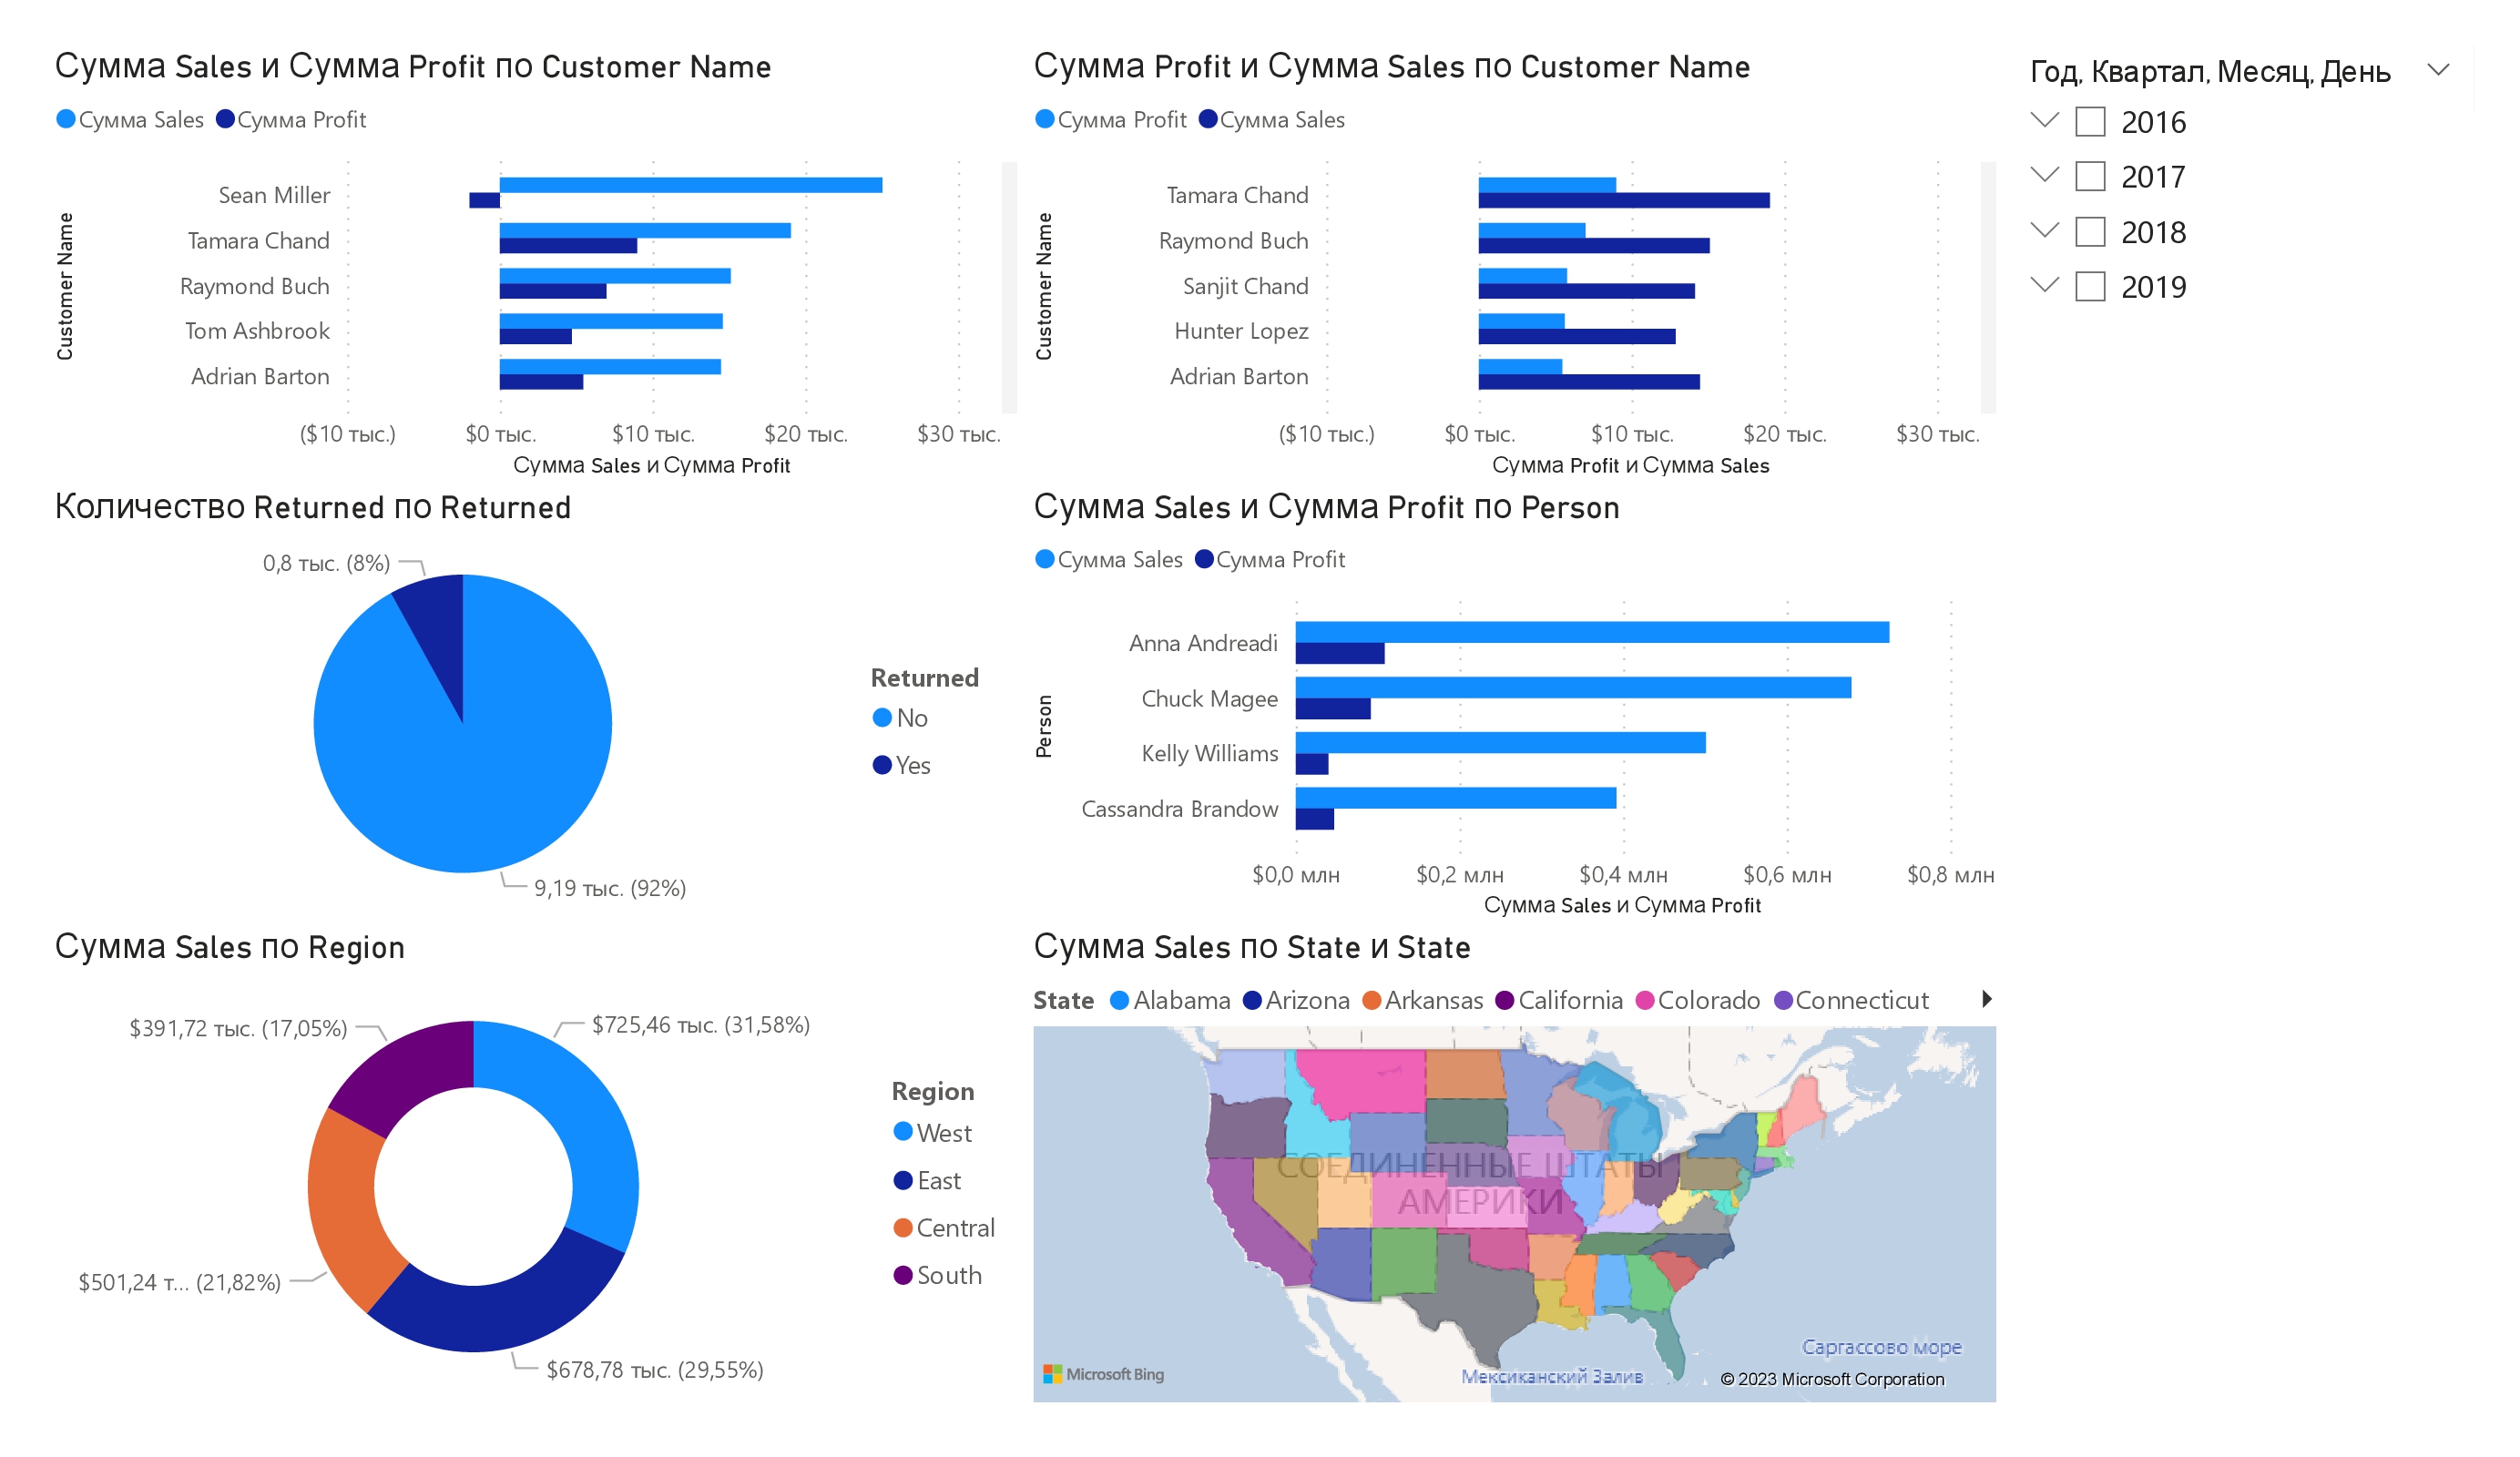 Сумма Sales и Сумма Profit по Customer Name
Сумма Sales Сумма Profit
Customer Name
Sean Miller
Tamara Chand
Raymond Buch
Tom Ashbrook
Adrian Barton
($10 тыс.) $0 тыс. $10 тыс. $20 тыс. $30 тыс.
Сумма Sales и Сумма Profit
Сумма Profit и Сумма Sales по Customer Name
Сумма Profit Сумма Sales
Customer Name
Tamara Chand
Raymond Buch
Sanjit Chand
Hunter Lopez
Adrian Barton
($10 тыс.) $0 тыс. $10 тыс. $20 тыс. $30 тыс.
Сумма Profit и Сумма Sales
Год, Квартал, Месяц, День
2016
2017
2018
2019
Количество Returned по Returned
0,8 тыс. (8%)
9,19 тыс. (92%)
Returned
No
Yes
Сумма Sales и Сумма Profit по Person
Сумма Sales Сумма Profit
Person
Anna Andreadi
Chuck Magee
Kelly Williams
Cassandra Brandow
$0,0 млн $0,2 млн $0,4 млн $0,6 млн $0,8 млн
Сумма Sales и Сумма Profit
Сумма Sales по Region
$391,72 тыс. (17,05%)
$725,46 тыс. (31,58%)
$501,24 т... (21,82%)
$678,78 тыс. (29,55%)
Region
West
East
Central
South
Сумма Sales по State и State
State Alabama Arizona Arkansas California Colorado Connecticut
СОЕДИНЕННЫЕ ШТАТЫ
АМЕРИКИ
Саргассово море
Мексиканский Залив
Microsoft Bing
© 2023 Microsoft Corporation